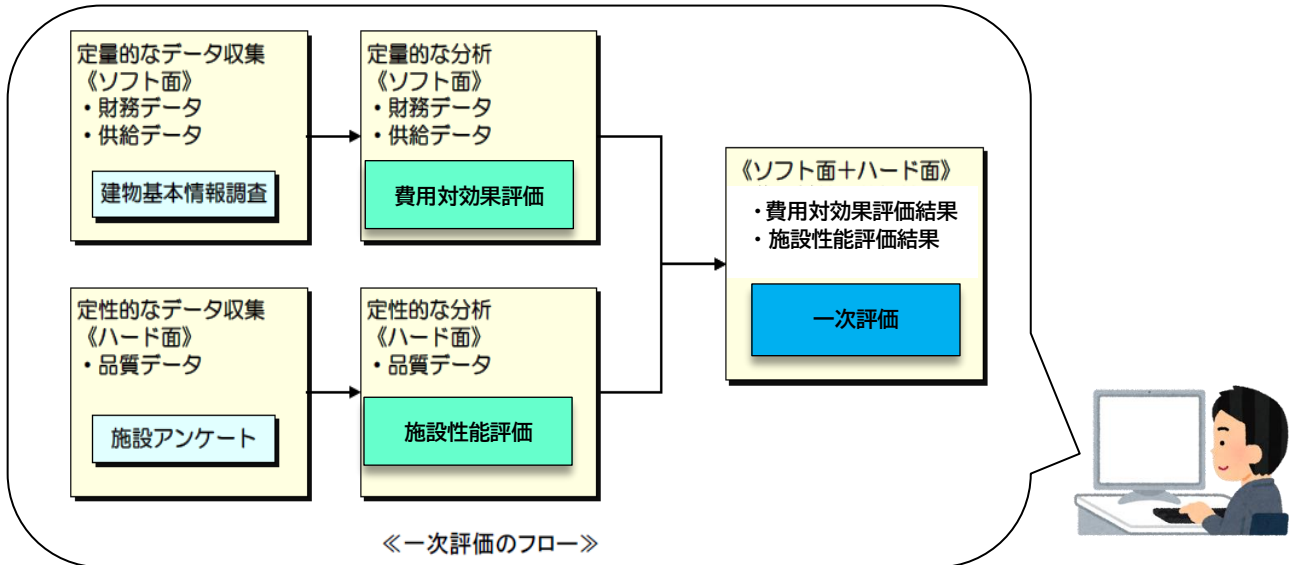 定量的なデータ収集
《ソフト面》
・財務データ
・供給データ
建物基本情報調査
定量的な分析
《ソフト面》
・財務データ
・供給データ
費用対効果評価
定性的なデータ収集
《ハード面》
・品質データ
施設アンケート
定性的な分析
《ハード面》
・品質データ
施設性能評価
《ソフト面＋ハード面》
・費用対効果評価結果
・施設性能評価結果
一次評価
≪一次評価のフロー≫